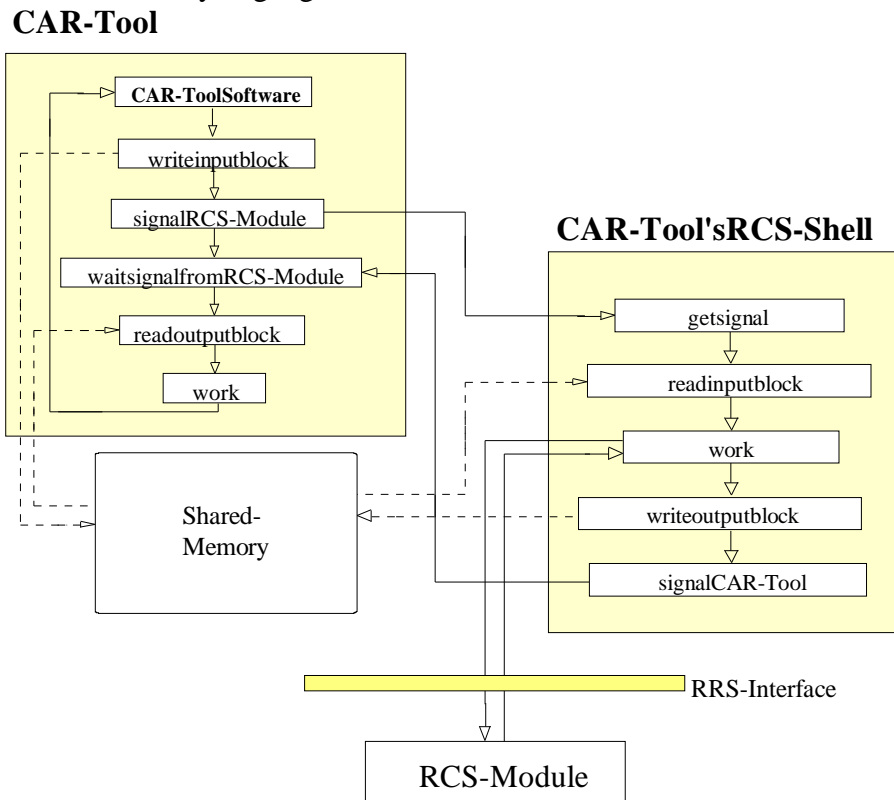 CAR-Tool
CAR-ToolSoftware
writeinputblock
signalRCS-Module
waitsignalfromRCS-Module
readoutputblock
work
CAR-Tool'sRCS-Shell
getsignal
readinputblock
work
writeoutputblock
signalCAR-Tool
Shared-
Memory
RRS-Interface
RCS-Module